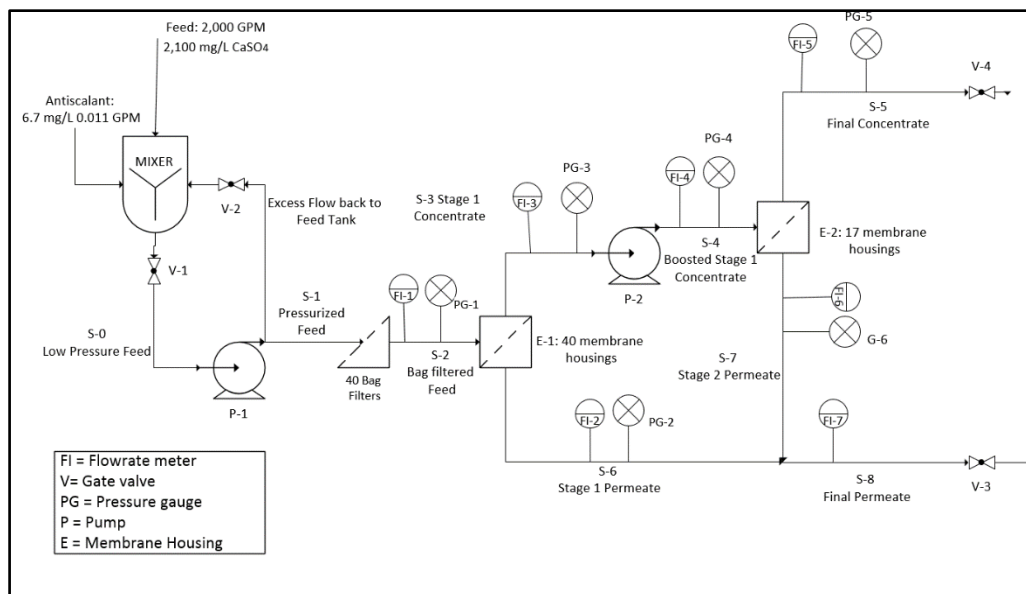 Feed: 2,000 GPM
2,100 mg/L CaSO₄
Antiscalant:
6.7 mg/L 0.011 GPM
MIXER
V-2
Excess Flow back to
Feed Tank
V-1
S-0
Low Pressure Feed
P-1
S-1
Pressurized
Feed
40 Bag
Filters
FI-1
PG-1
S-2
Bag filtered
Feed
E-1: 40 membrane
housings
S-3 Stage 1
Concentrate
FI-3
PG-3
P-2
FI-4
PG-4
S-4
Boosted Stage 1
Concentrate
E-2: 17 membrane
housings
FI-5
PG-5
S-5
Final Concentrate
V-4
FI-6
G-6
S-7
Stage 2 Permeate
FI-2
PG-2
S-6
Stage 1 Permeate
FI-7
S-8
Final Permeate
V-3
FI = Flowrate meter
V= Gate valve
PG = Pressure gauge
P = Pump
E = Membrane Housing